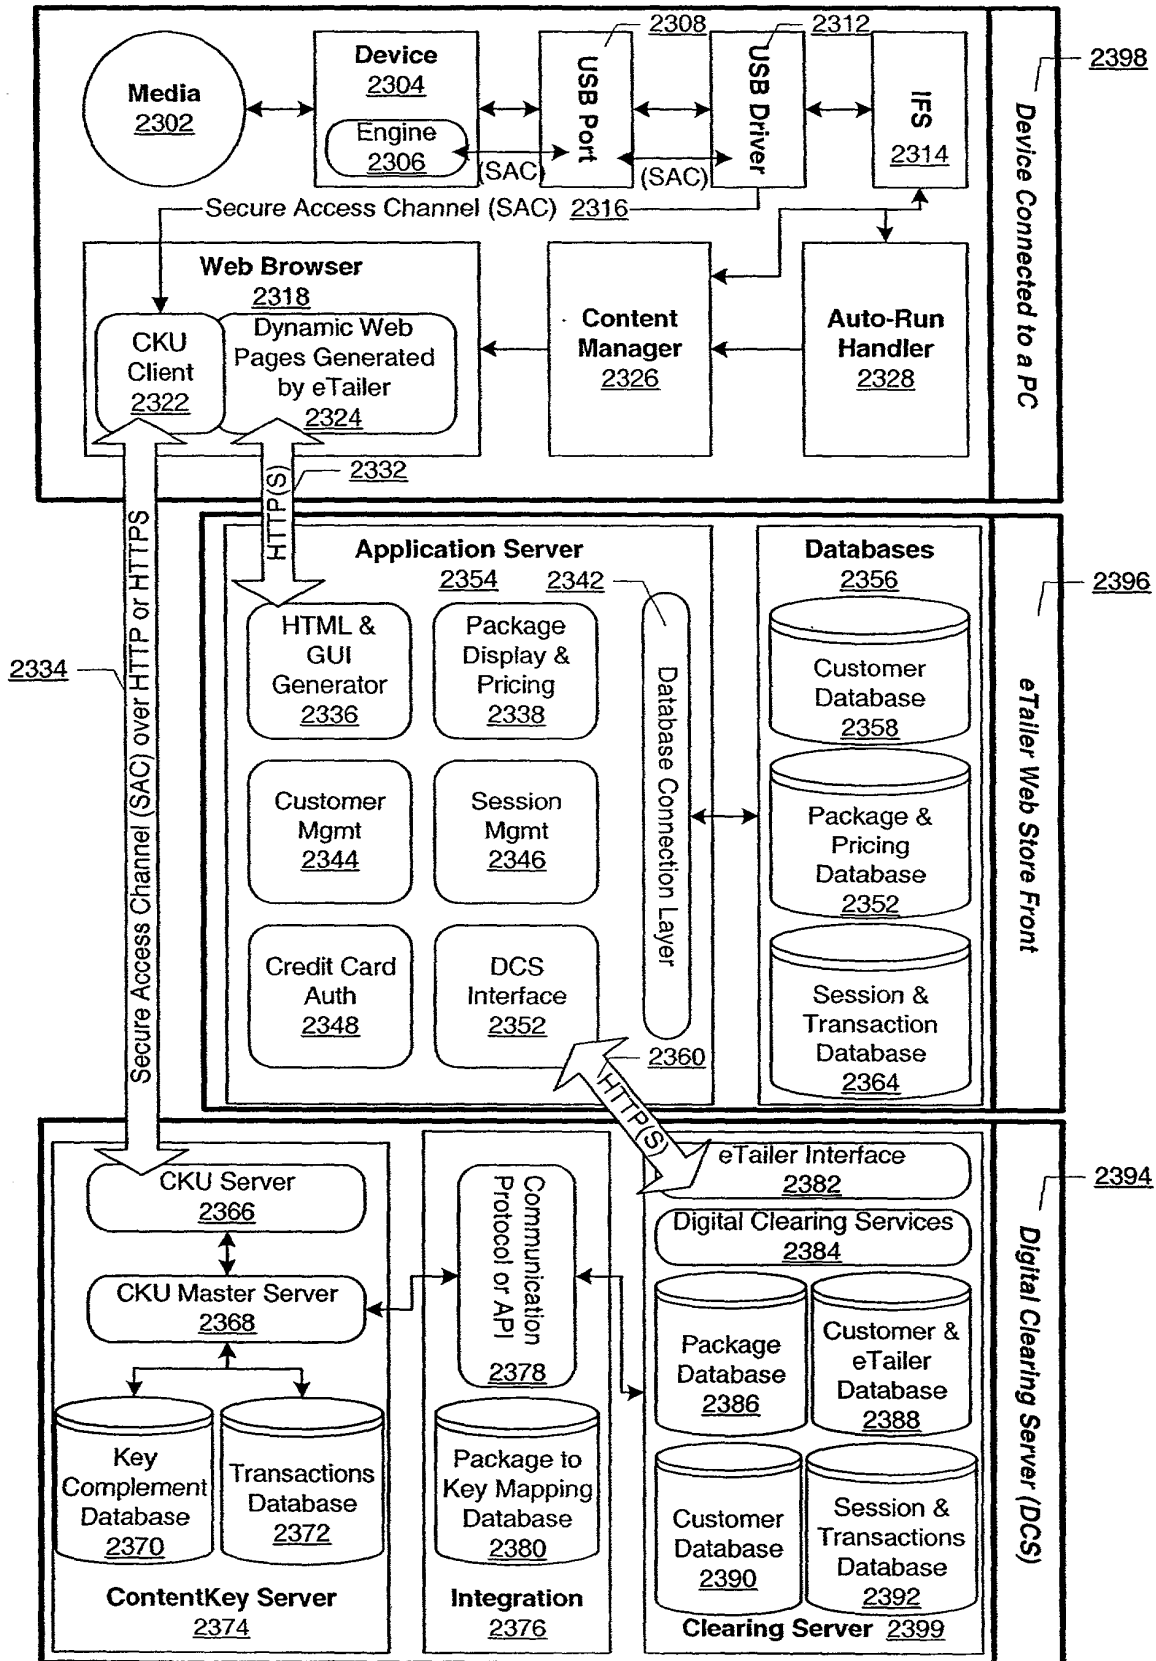 2308
2312
2398
Media
2302
Device
2304
Engine
2306
USB Port
USB Driver
IFS
2314
(SAC)
(SAC)
Secure Access Channel (SAC) 2316
Device Connected to a PC
Web Browser
2318
CKU
Client
2322
Dynamic Web
Pages Generated
by eTailer
2324
Content
Manager
2326
Auto-Run
Handler
2328
HTTP(S)
2332
2334
Secure Access Channel (SAC) over HTTP or HTTPS
Application Server
2354
2342
Databases
2356
2396
HTML &
GUI
Generator
2336
Package
Display &
Pricing
2338
Customer
Mgmt
2344
Session
Mgmt
2346
Credit Card
Auth
2348
DCS
Interface
2352
Database Connection Layer
Customer
Database
2358
Package &
Pricing
Database
2352
Session &
Transaction
Database
2364
eTailer Web Store Front
2360
HTTP(S)
CKU Server
2366
CKU Master Server
2368
Key
Complement
Database
2370
Transactions
Database
2372
ContentKey Server
2374
Communication
Protocol or API
2378
Package to
Key Mapping
Database
2380
Integration
2376
eTailer Interface
2382
Digital Clearing Services
2384
Package
Database
2386
Customer &
eTailer
Database
2388
Customer
Database
2390
Session &
Transactions
Database
2392
Clearing Server 2399
2394
Digital Clearing Server (DCS)